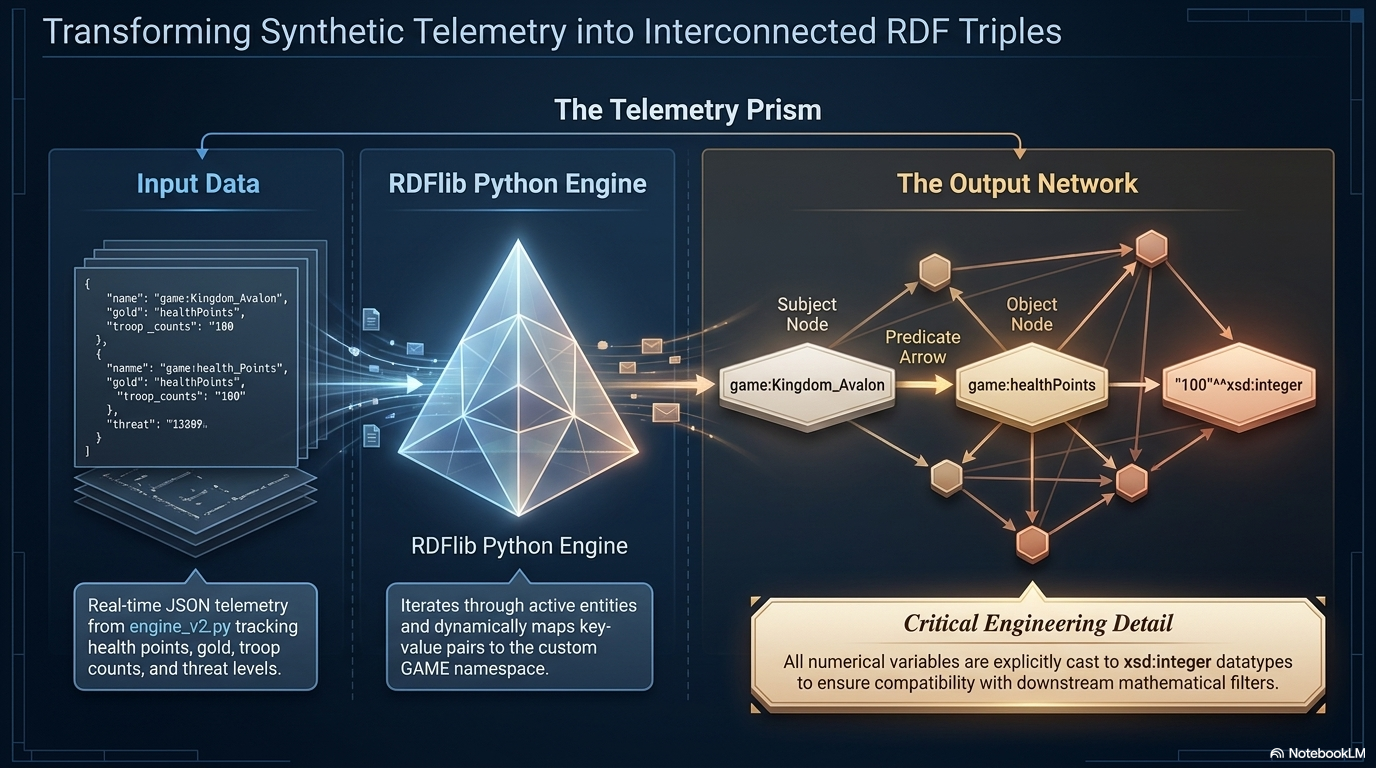 Transforming Synthetic Telemetry into Interconnected RDF Triples
The Telemetry Prism
Input Data
{
"name": "game:Kingdom_Avalon",
"gold": "healthPoints",
"troop _counts": "100
},
{
"nanme": "game:health_Points",
"gold": "healthPoints",
"troop_counts": "100"
},
"threat":
}
]
Real-time JSON telemetry
from engine_v2.py tracking
health points, gold, troop
counts, and threat levels.
RDFlib Python Engine
RDFlib Python Engine
Iterates through active entities
and dynamically maps key-
value pairs to the custom
GAME namespace.
The Output Network
Subject
Node
Predicate
Arrow
Object
Node
game:Kingdom_Avalon
game:healthPoints
"100"^^xsd:integer
Critical Engineering Detail
All numerical variables are explicitly cast to xsd:integer datatypes
to ensure compatibility with downstream mathematical filters.
NotebookLM